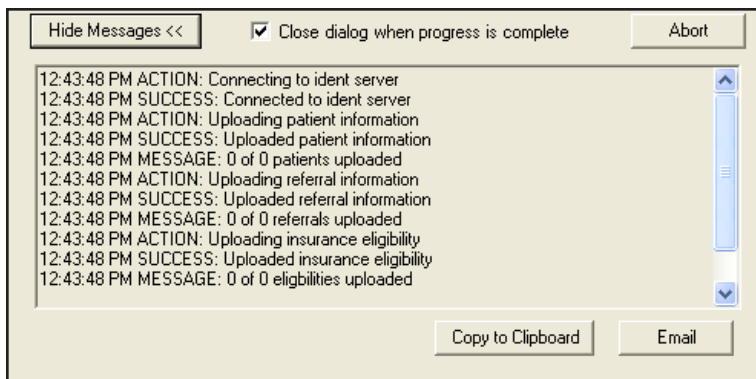 Hide Messages << Close dialog when progress is complete Abort
12:43:48 PM ACTION: Connecting to ident server
12:43:48 PM SUCCESS: Connected to ident server
12:43:48 PM ACTION: Uploading patient information
12:43:48 PM SUCCESS: Uploaded patient information
12:43:48 PM MESSAGE: 0 of 0 patients uploaded
12:43:48 PM ACTION: Uploading referral information
12:43:48 PM SUCCESS: Uploaded referral information
12:43:48 PM MESSAGE: 0 of 0 referrals uploaded
12:43:48 PM ACTION: Uploading insurance eligibility
12:43:48 PM SUCCESS: Uploaded insurance eligibility
12:43:48 PM MESSAGE: 0 of 0 eligbilities uploaded
Copy to Clipboard Email